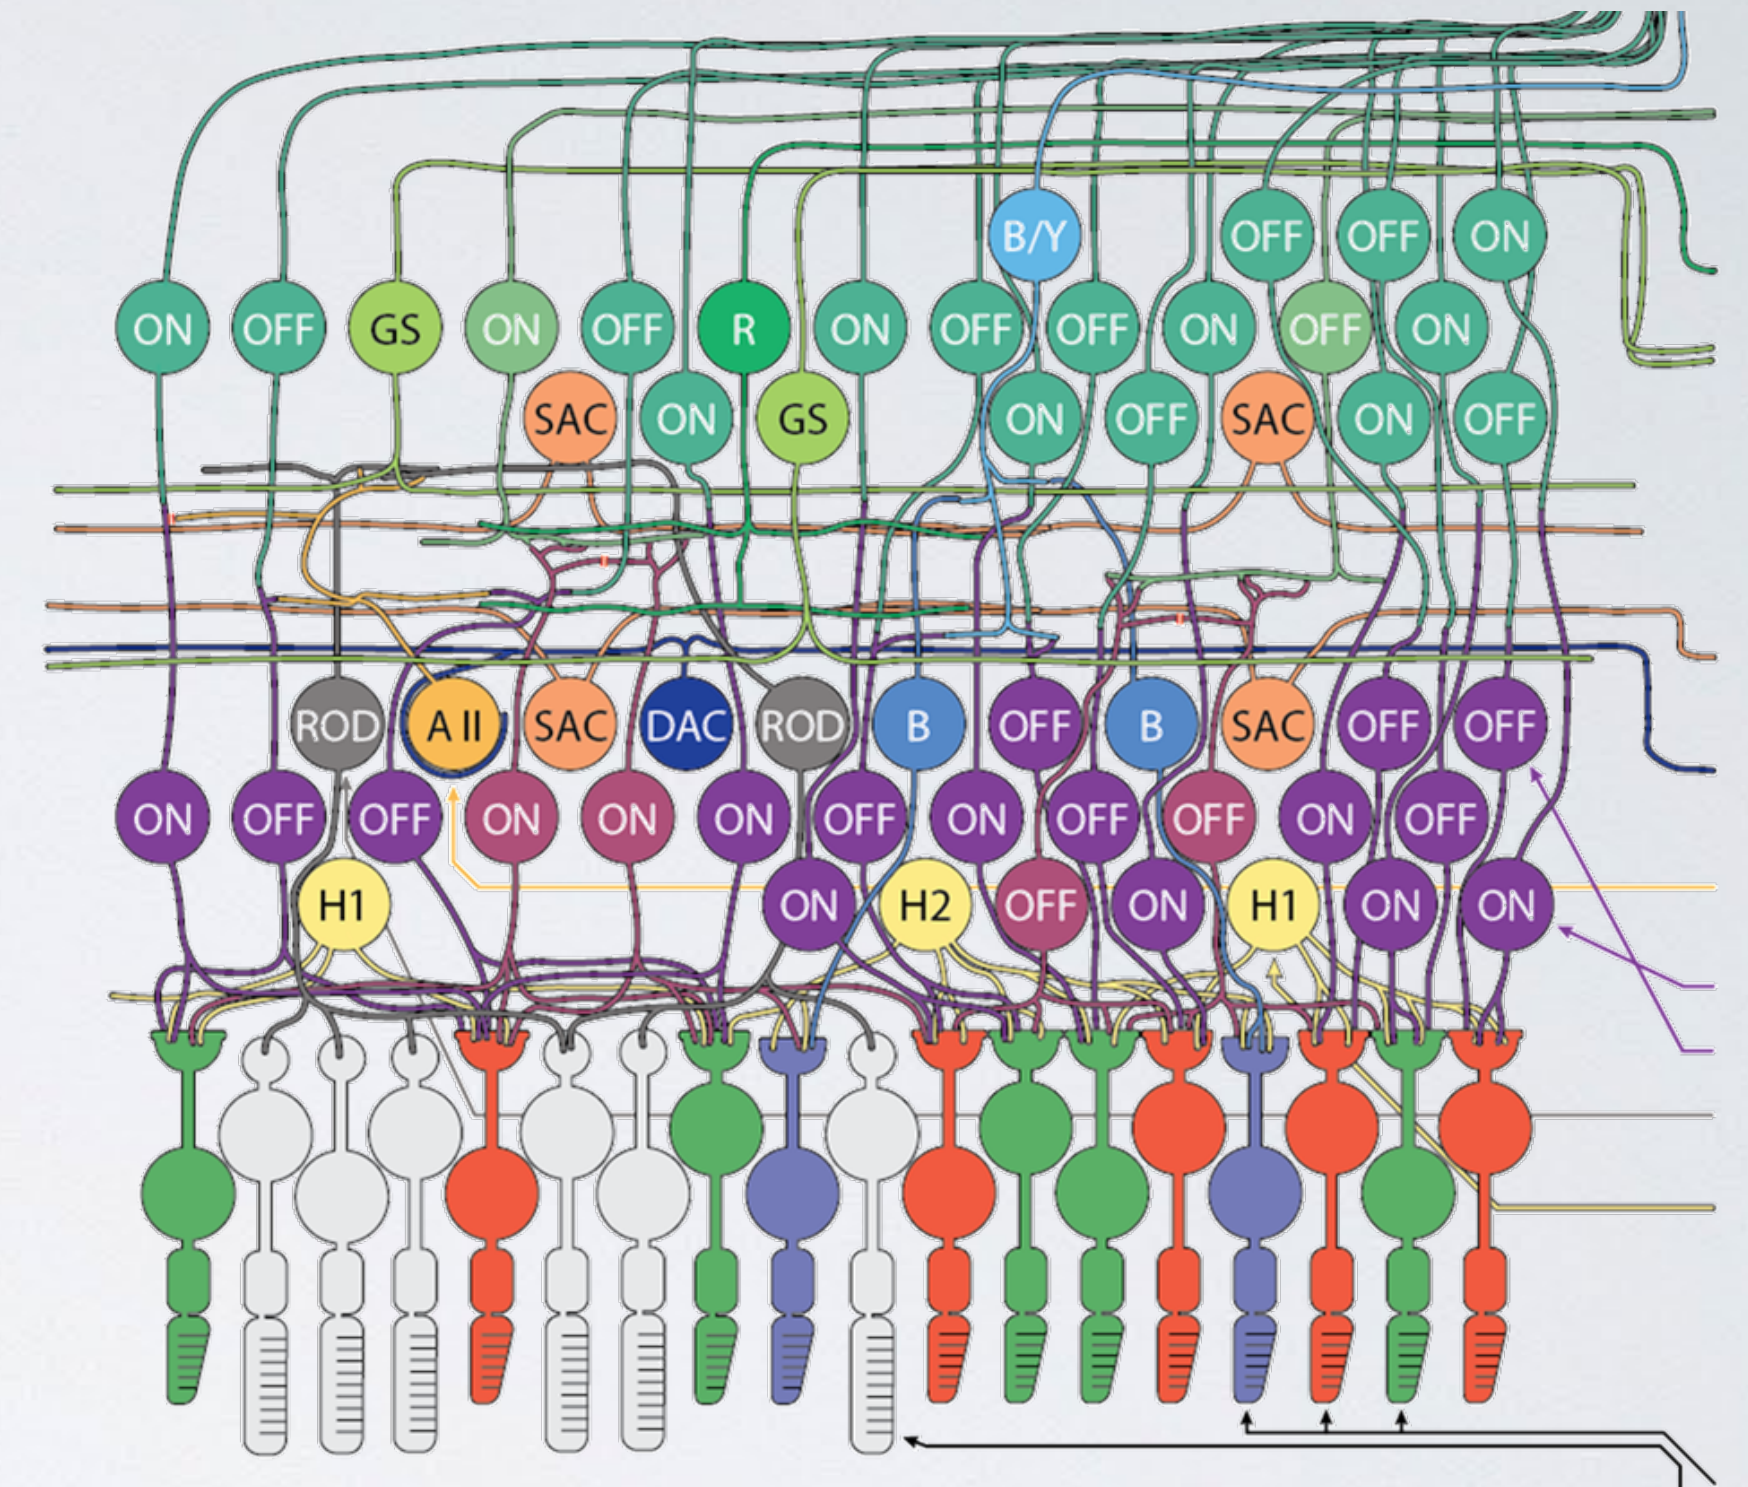 B/Y OFF OFF ON
ON OFF GS ON OFF R ON OFF OFF ON OFF ON
SAC ON GS ON OFF SAC ON OFF
ROD A II SAC DAC ROD B OFF B SAC OFF OFF
ON OFF OFF ON ON ON OFF ON OFF OFF ON OFF
H1 ON H2 OFF ON H1 ON ON